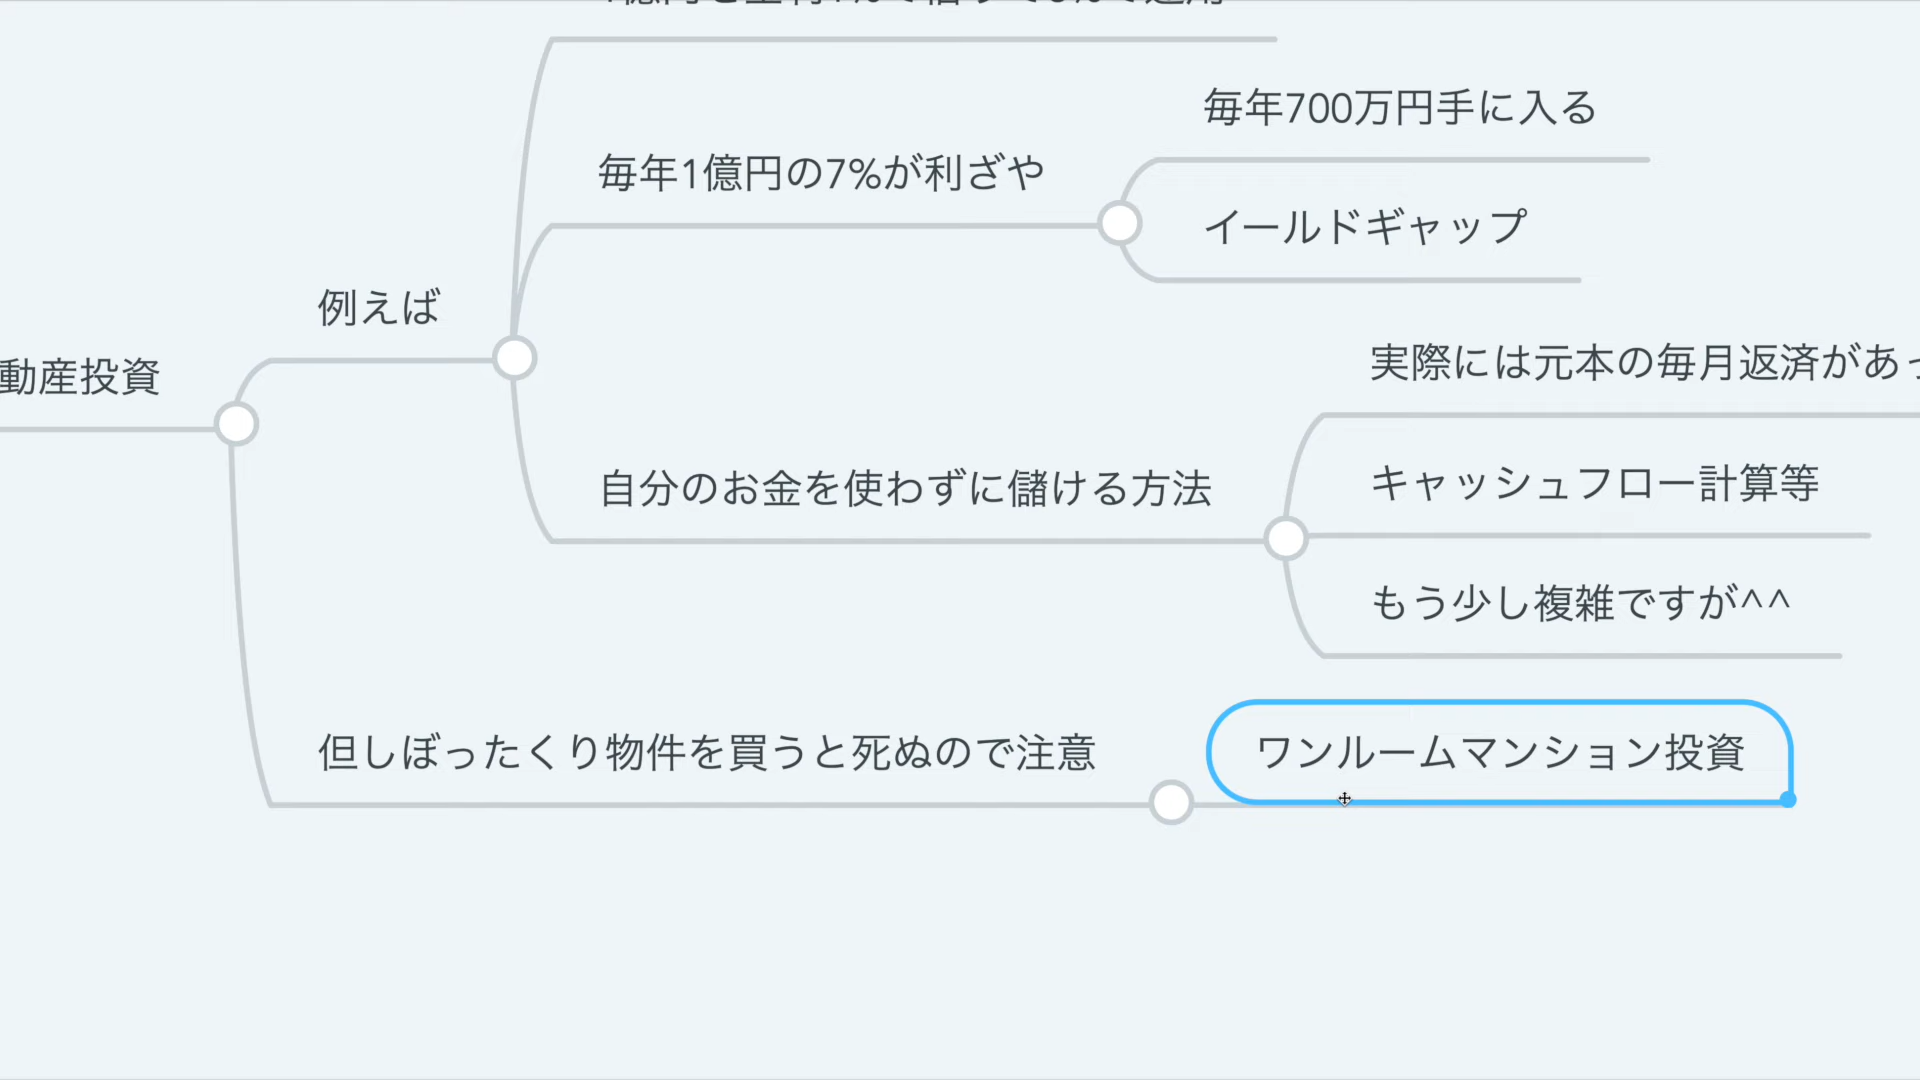 動産投資
例えば
毎年1億円の7%が利ざや
毎年700万円手に入る
イールドギャップ
自分のお金を使わずに儲ける方法
実際には元本の毎月返済があっ
キャッシュフロー計算等
もう少し複雑ですが^^
但しぼったくり物件を買うと死ぬので注意
ワンルームマンション投資